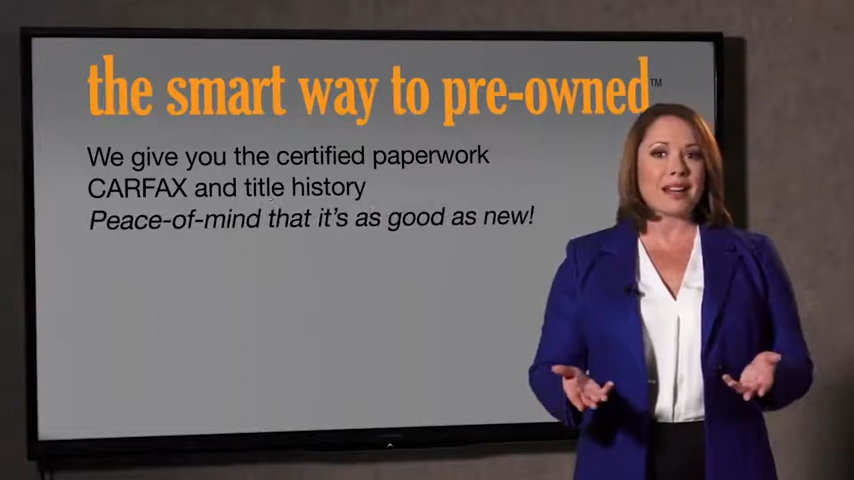 the smart way to pre-owned™
We give you the certified paperwork
CARFAX and title history
Peace-of-mind that it's as good as new!